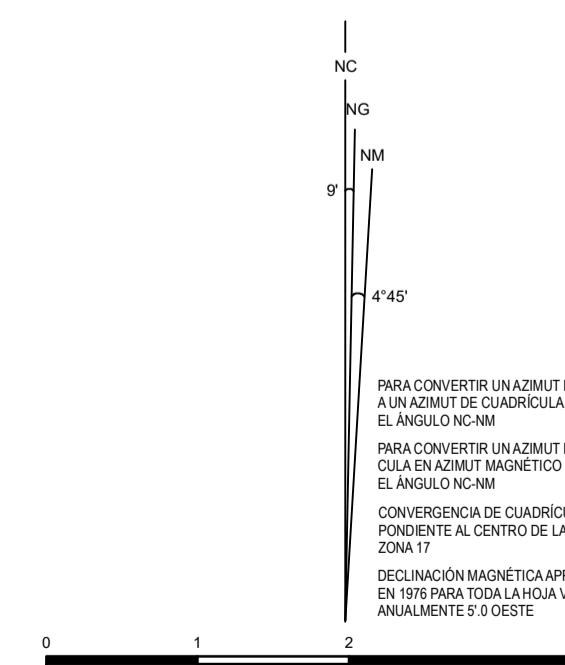 NC
NG
NM
9'
4°45'
PARA CONVERTIR UN AZIMUT
A UN AZIMUT DE CUADRÍCULA
EL ÁNGULO NC-NM
PARA CONVERTIR UN AZIMUT
CULA EN AZIMUT MAGNÉTICO
EL ÁNGULO NC-NM
CONVERGENCIA DE CUADRÍCU
PONDIENTE AL CENTRO DE LA
ZONA 17
DECLINACIÓN MAGNÉTICA
EN 1976 PARA TODA LA HOJA
ANUALMENTE 5'.0 OESTE
0 1 2